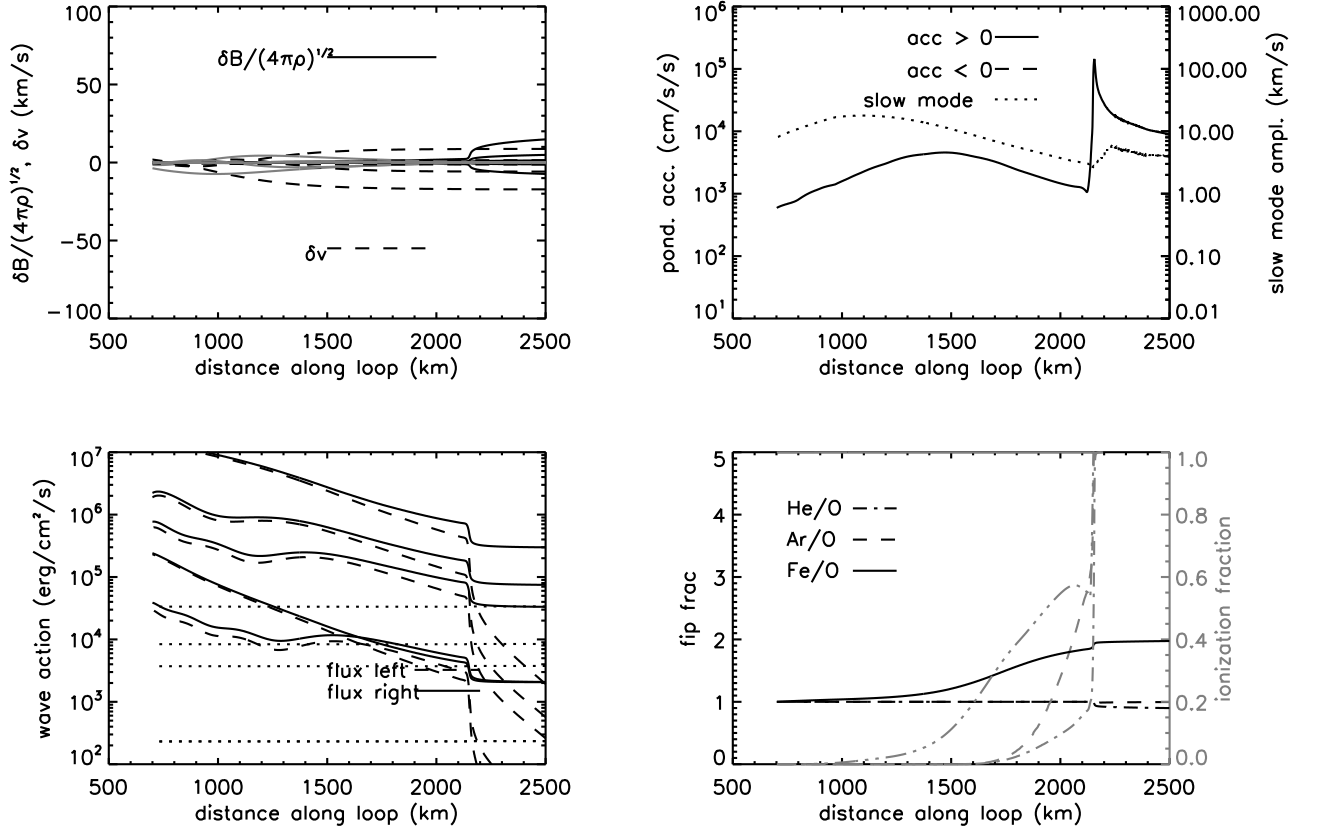 100
50
0
−50
−100
δB/(4πρ)^1/2, δv (km/s)
δB/(4πρ)^1/2
δv
500 1000 1500 2000 2500
distance along loop (km)
10^6
10^5
10^4
10^3
10^2
10^1
pond. acc. (cm/s/s)
acc > 0
acc < 0
slow mode
1000.00
100.00
10.00
1.00
0.10
0.01
slow mode ampl. (km/s)
500 1000 1500 2000 2500
distance along loop (km)
10^7
10^6
10^5
10^4
10^3
10^2
wave action (erg/cm^2/s)
flux left
flux right
500 1000 1500 2000 2500
distance along loop (km)
5
4
3
2
1
0
fip frac
He/O
Ar/O
Fe/O
1.0
0.8
0.6
0.4
0.2
0.0
ionization fraction
500 1000 1500 2000 2500
distance along loop (km)